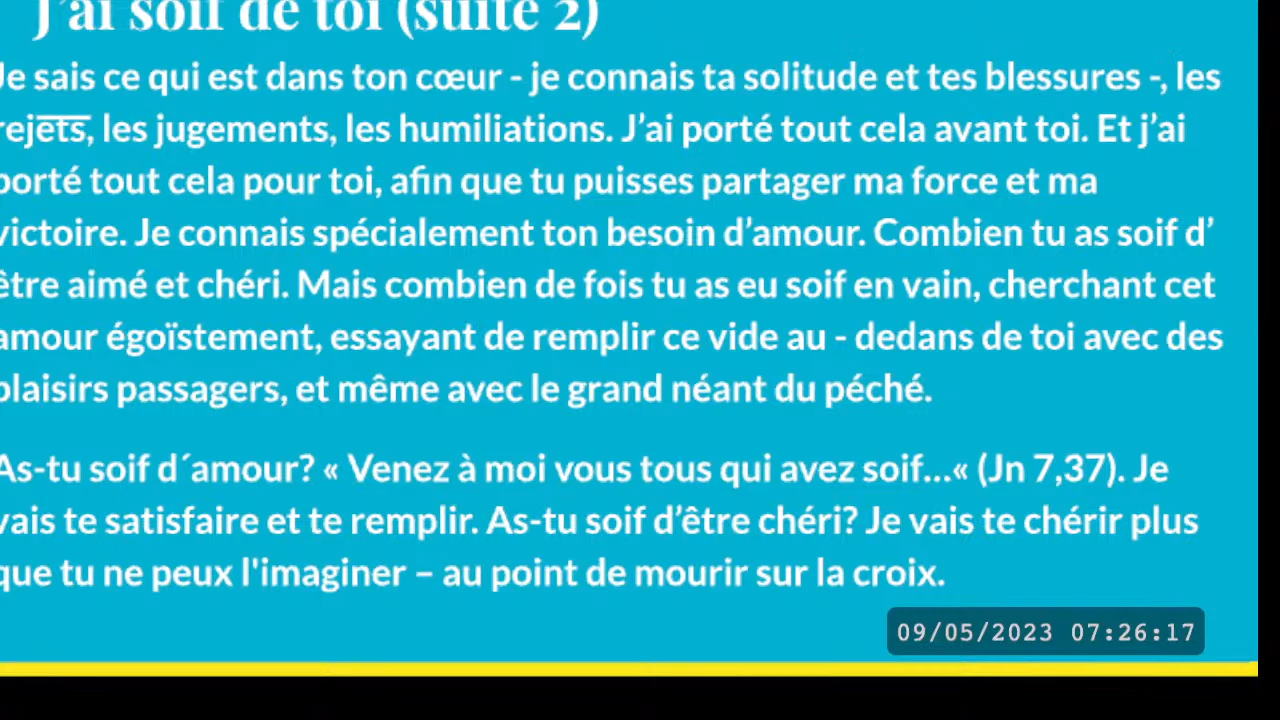 J'ai soif de toi (suite 2)
Je sais ce qui est dans ton cœur - je connais ta solitude et tes blessures -, les
rejets, les jugements, les humiliations. J’ai porté tout cela avant toi. Et j’ai
porté tout cela pour toi, afin que tu puisses partager ma force et ma
victoire. Je connais spécialement ton besoin d’amour. Combien tu as soif d’
être aimé et chéri. Mais combien de fois tu as eu soif en vain, cherchant cet
amour égoïstement, essayant de remplir ce vide au - dedans de toi avec des
plaisirs passagers, et même avec le grand néant du péché.
As-tu soif d´amour? « Venez à moi vous tous qui avez soif...« (Jn 7,37). Je
vais te satisfaire et te remplir. As-tu soif d’être chéri? Je vais te chérir plus
que tu ne peux l'imaginer – au point de mourir sur la croix.
09/05/2023 07:26:17